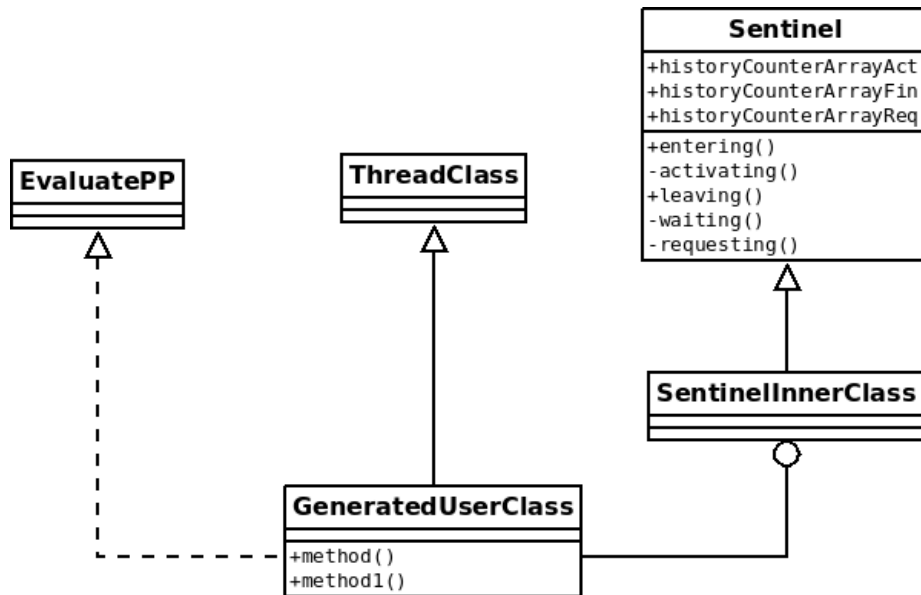 Sentinel
+historyCounterArrayAct
+historyCounterArrayFin
+historyCounterArrayReq
+entering()
-activating()
+leaving()
-waiting()
-requesting()
EvaluatePP
ThreadClass
SentinelInnerClass
GeneratedUserClass
+method()
+method1()